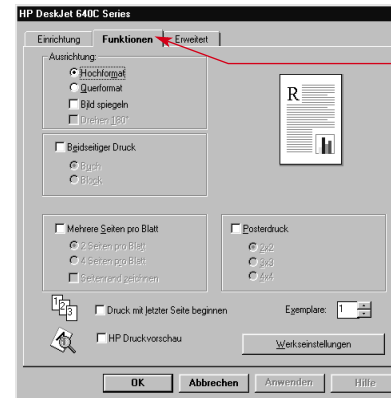 HP DeskJet 640C Series
Einrichtung Funktionen Erweitert
Ausrichtung:
Hochformat
Querformat
Bild spiegeln
Drehen 180°
Beidseitiger Druck
Buch
Block
R
Mehrere Seiten pro Blatt
2 Seiten pro Blatt
4 Seiten pro Blatt
Seitenrand zeichnen
Posterdruck
2x2
3x3
4x4
123
Druck mit letzter Seite beginnen
Exemplare: 1
HP Druckvorschau
Werkseinstellungen
OK Abbrechen Anwenden Hilfe